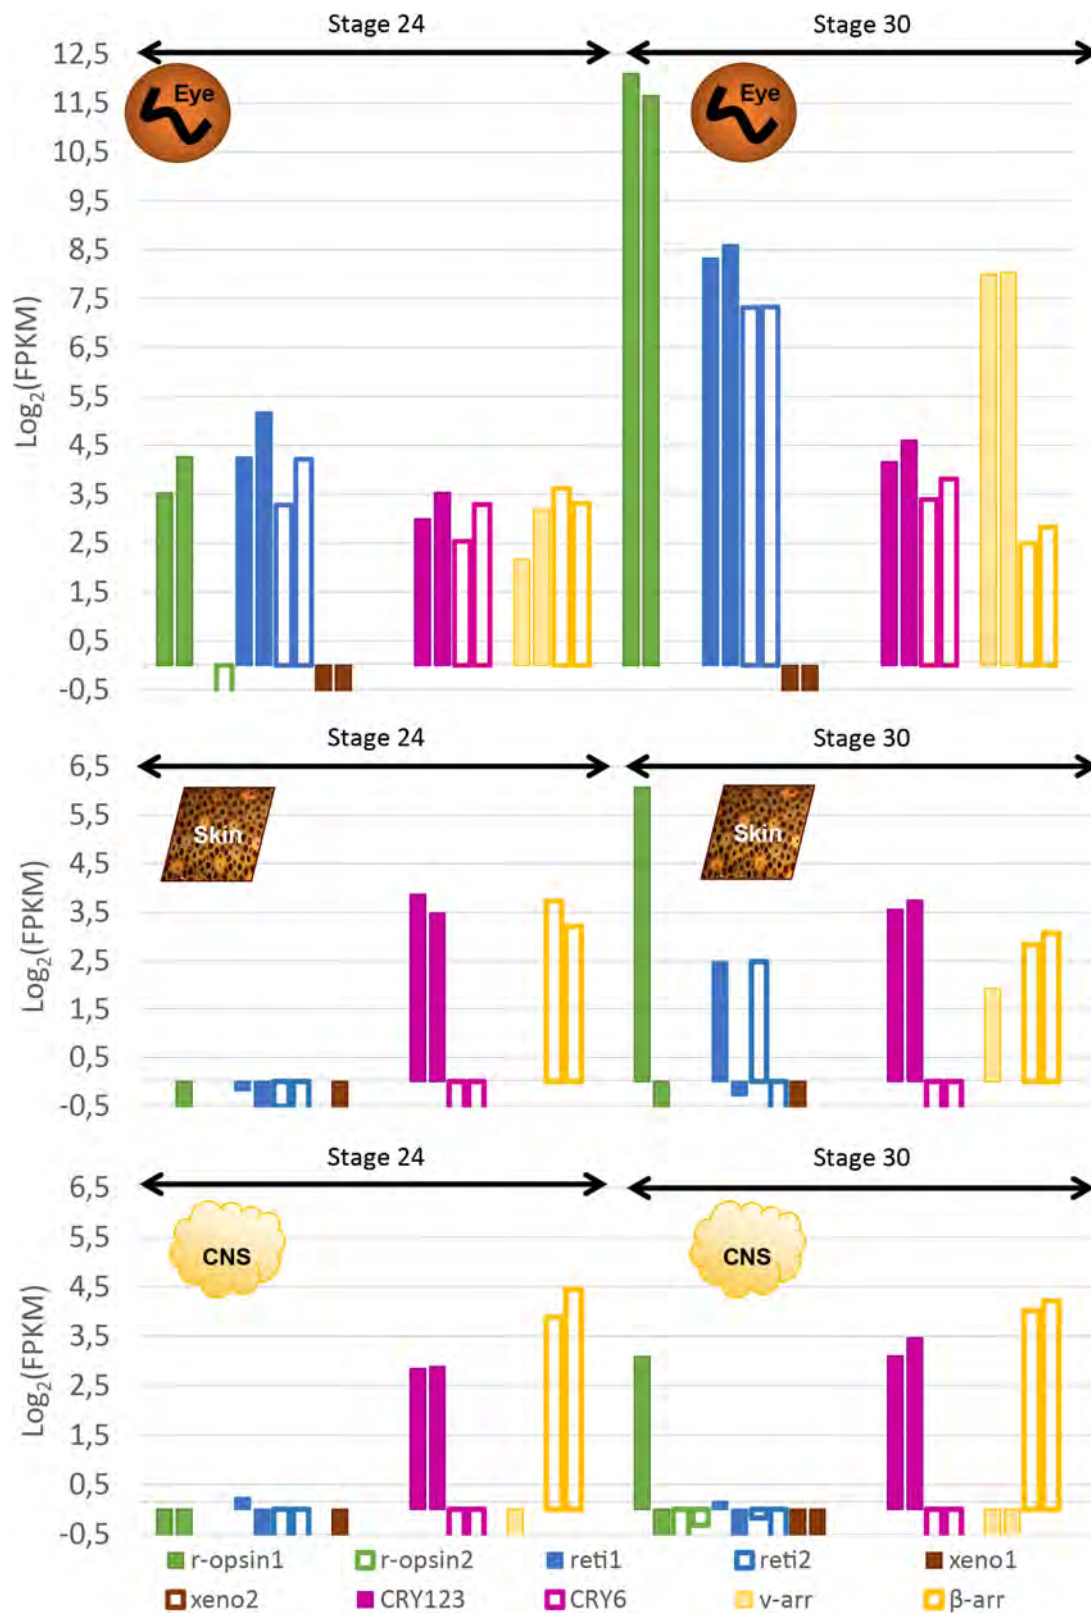 Stage 24 Stage 30
12,5
11,5
10,5
9,5
8,5
7,5
6,5
5,5
4,5
3,5
2,5
1,5
0,5
-0,5
Log₂(FPKM)
Eye Eye
Stage 24 Stage 30
6,5
5,5
4,5
3,5
2,5
1,5
0,5
-0,5
Log₂(FPKM)
Skin Skin
Stage 24 Stage 30
6,5
5,5
4,5
3,5
2,5
1,5
0,5
-0,5
Log₂(FPKM)
CNS CNS
r-opsin1 r-opsin2 reti1 reti2 xeno1
xeno2 CRY123 CRY6 v-arr β-arr